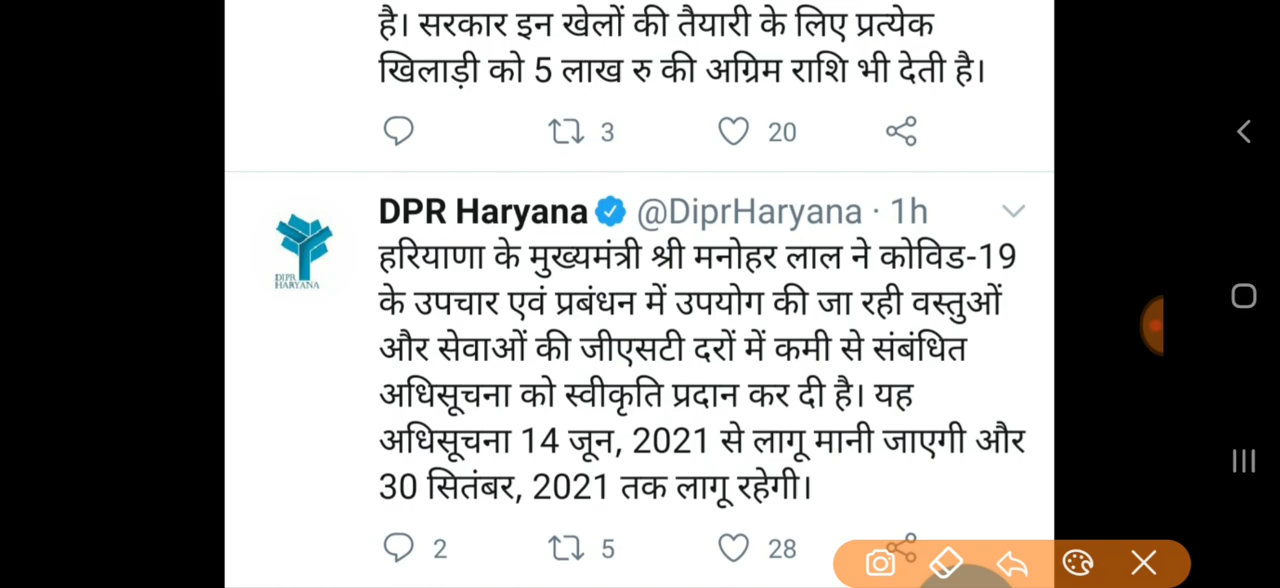 है। सरकार इन खेलों की तैयारी के लिए प्रत्येक
खिलाड़ी को 5 लाख रु की अग्रिम राशि भी देती है।
3 20
DPR Haryana @DiprHaryana · 1h
DIPR
HARYANA
हरियाणा के मुख्यमंत्री श्री मनोहर लाल ने कोविड-19
के उपचार एवं प्रबंधन में उपयोग की जा रही वस्तुओं
और सेवाओं की जीएसटी दरों में कमी से संबंधित
अधिसूचना को स्वीकृति प्रदान कर दी है। यह
अधिसूचना 14 जून, 2021 से लागू मानी जाएगी और
30 सितंबर, 2021 तक लागू रहेगी।
2 5 28